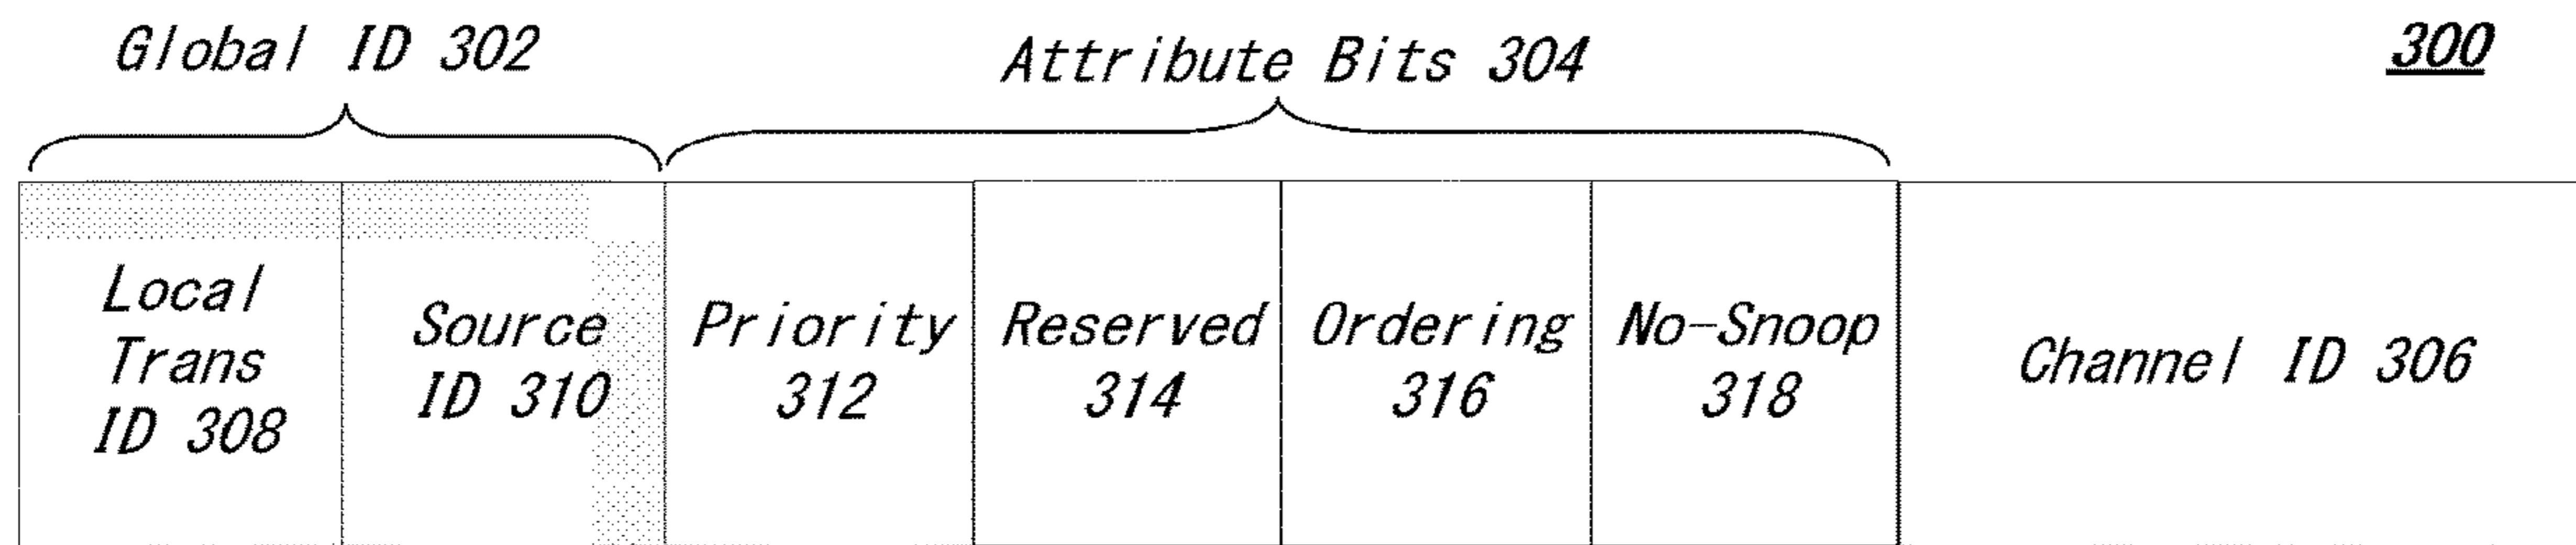 Global ID 302
Attribute Bits 304
300
Local
Trans
ID 308
Source
ID 310
Priority
312
Reserved
314
Ordering
316
No-Snoop
318
Channel ID 306